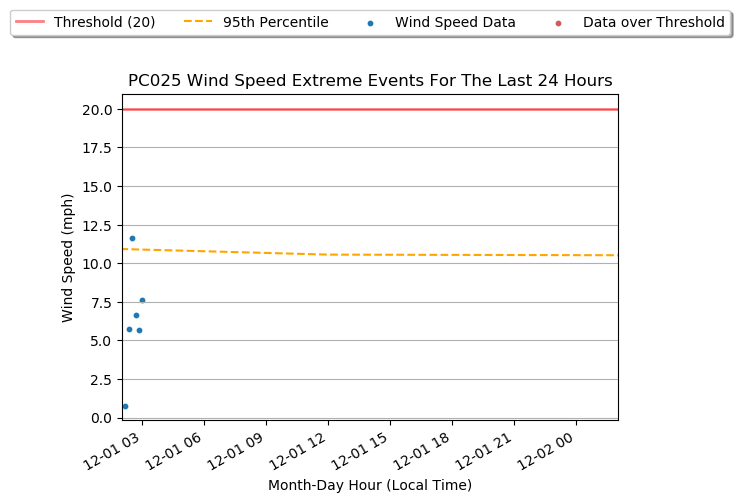 Threshold (20) 95th Percentile Wind Speed Data Data over Threshold
PC025 Wind Speed Extreme Events For The Last 24 Hours
20.0
17.5
15.0
12.5
10.0
7.5
5.0
2.5
0.0
Wind Speed (mph)
12-01 03 12-01 06 12-01 09 12-01 12 12-01 15 12-01 18 12-01 21 12-02 00
Month-Day Hour (Local Time)